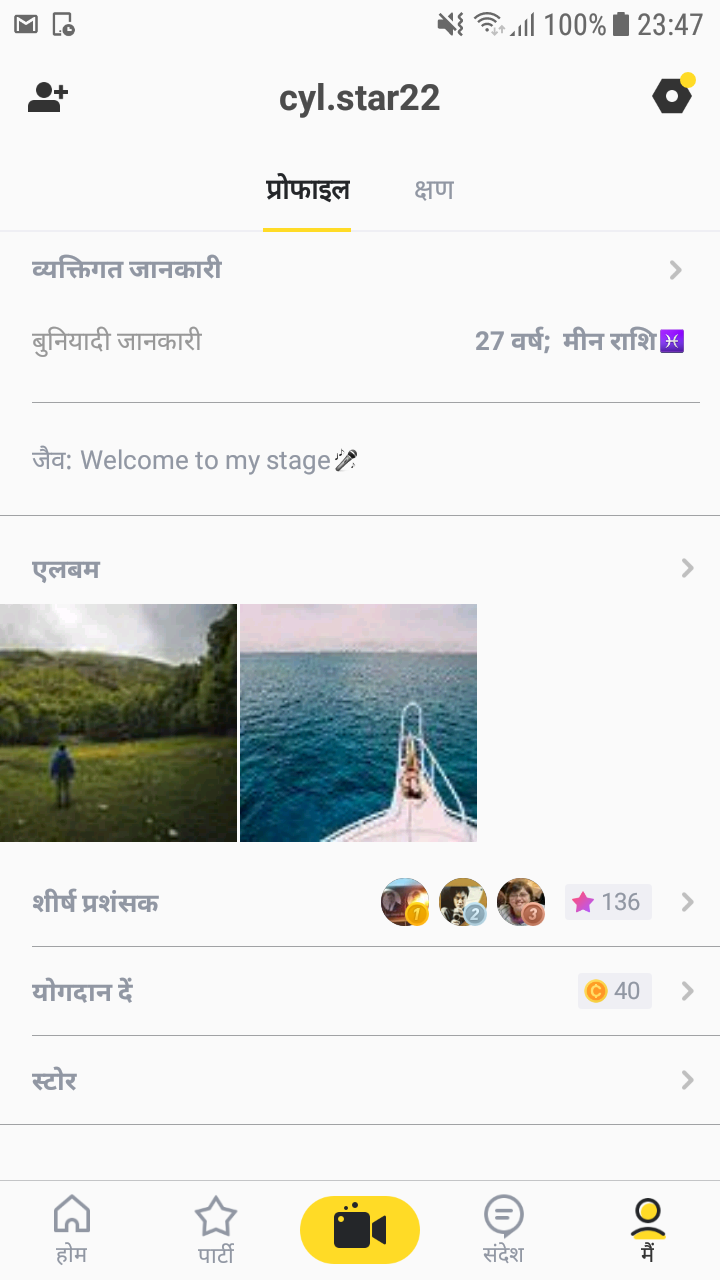 100% 23:47
cyl.star22
प्रोफाइल क्षण
व्यक्तिगत जानकारी
बुनियादी जानकारी 27 वर्ष; मीन राशि♓
जैव: Welcome to my stage🎤
एलबम
शीर्ष प्रशंसक 1 2 3 136
योगदान दें C 40
स्टोर
होम पार्टी संदेश मैं